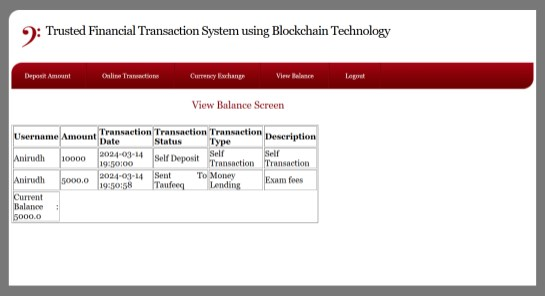 Trusted Financial Transaction System using Blockchain Technology
Deposit Amount Online Transactions Currency Exchange View Balance Logout
View Balance Screen
Username Amount Transaction Date Transaction Status Transaction Type Description
Anirudh 10000 2024-03-14 19:50:00 Self Deposit Self Transaction Self Transaction
Anirudh 5000.0 2024-03-14 19:50:58 Sent To Taufeeq Money Lending Exam fees
Current
Balance :
5000.0